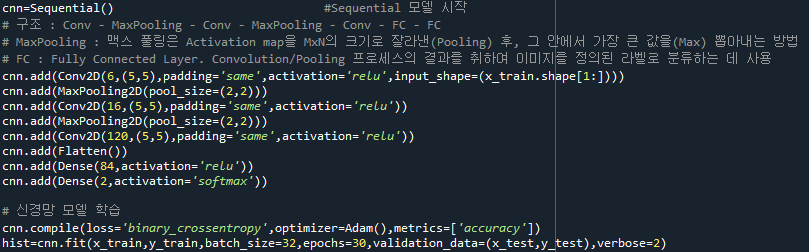 cnn=Sequential() #Sequential 모델 시작
# 구조 : Conv - MaxPooling - Conv - MaxPooling - Conv - FC - FC
# MaxPooling : 맥스 풀링은 Activation map을 MxN의 크기로 잘라낸(Pooling) 후, 그 안에서 가장 큰 값을(Max) 뽑아내는 방법
# FC : Fully Connected Layer. Convolution/Pooling 프로세스의 결과를 취하여 이미지를 정의된 라벨로 분류하는 데 사용
cnn.add(Conv2D(6,(5,5),padding='same',activation='relu',input_shape=(x_train.shape[1:])))
cnn.add(MaxPooling2D(pool_size=(2,2)))
cnn.add(Conv2D(16,(5,5),padding='same',activation='relu'))
cnn.add(MaxPooling2D(pool_size=(2,2)))
cnn.add(Conv2D(120,(5,5),padding='same',activation='relu'))
cnn.add(Flatten())
cnn.add(Dense(84,activation='relu'))
cnn.add(Dense(2,activation='softmax'))
# 신경망 모델 학습
cnn.compile(loss='binary_crossentropy',optimizer=Adam(),metrics=['accuracy'])
hist=cnn.fit(x_train,y_train,batch_size=32,epochs=30,validation_data=(x_test,y_test),verbose=2)